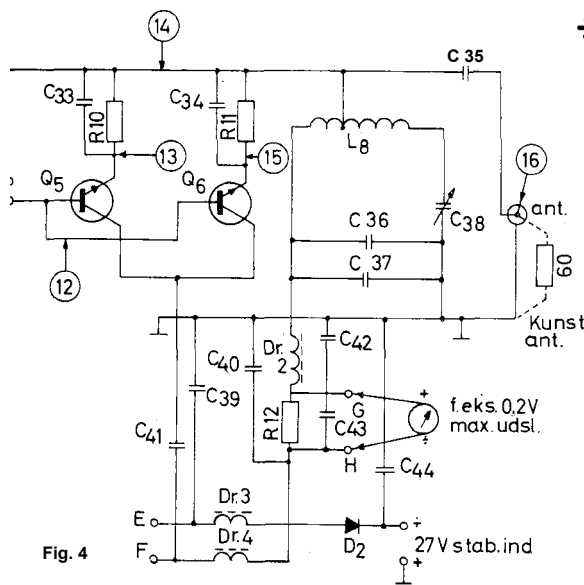 14
C 35
C33
R10
C34
R11
13
15
L8
16
Q5
Q6
ant.
C38
C 36
60
12
C 37
Kunst
ant.
C40
Dr.
2
C42
C39
G
+
f.eks. 0,2V
max. udsl.
÷
C41
R12
C43
H
C44
Dr.3
E
÷
D2
27V stab. ind
Dr.4
F
+
Fig. 4